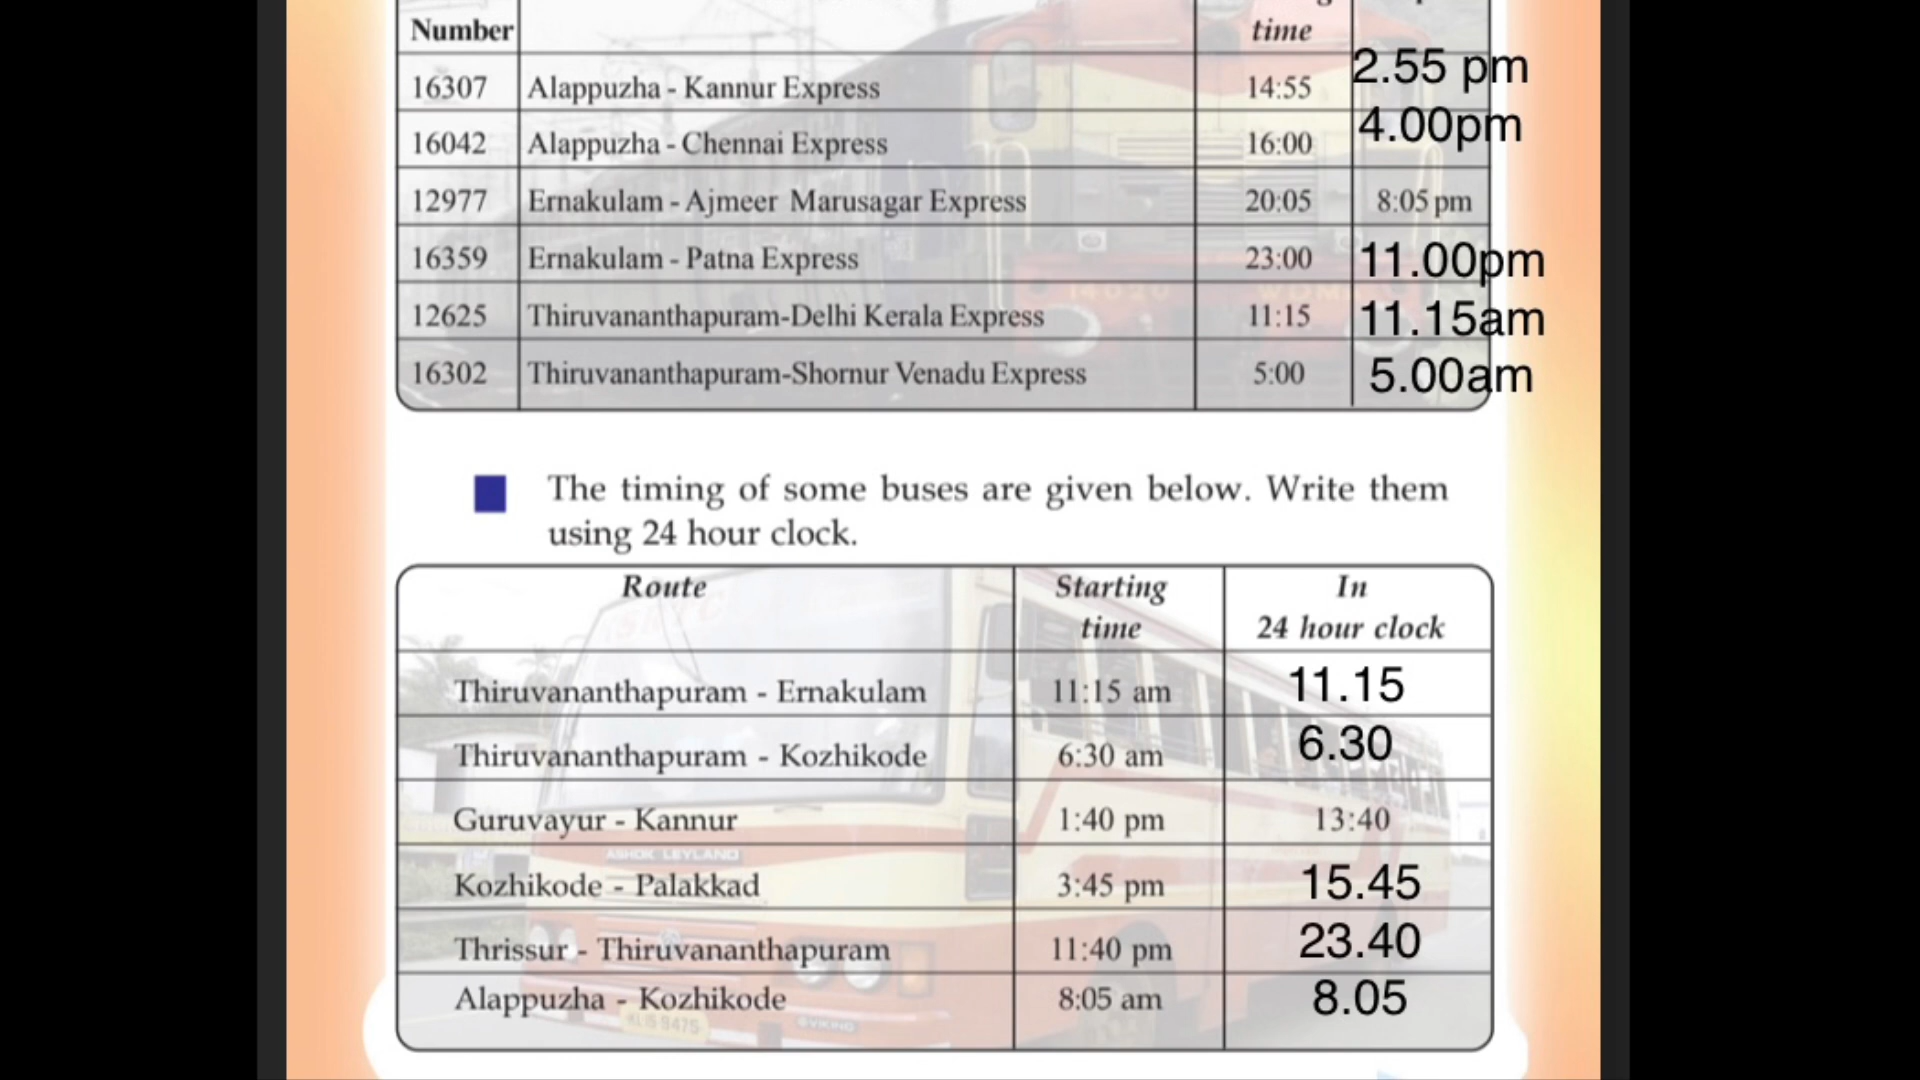 Number time
16307 Alappuzha - Kannur Express 14:55 2.55 pm
16042 Alappuzha - Chennai Express 16:00 4.00pm
12977 Ernakulam - Ajmeer Marusagar Express 20:05 8:05 pm
16359 Ernakulam - Patna Express 23:00 11.00pm
12625 Thiruvananthapuram-Delhi Kerala Express 11:15 11.15am
16302 Thiruvananthapuram-Shornur Venadu Express 5:00 5.00am
The timing of some buses are given below. Write them
using 24 hour clock.
Route Starting In
time 24 hour clock
Thiruvananthapuram - Ernakulam 11:15 am 11.15
Thiruvananthapuram - Kozhikode 6:30 am 6.30
Guruvayur - Kannur 1:40 pm 13:40
ASHOK LEYLAND
Kozhikode - Palakkad 3:45 pm 15.45
Thrissur - Thiruvananthapuram 11:40 pm 23.40
Alappuzha - Kozhikode 8:05 am 8.05